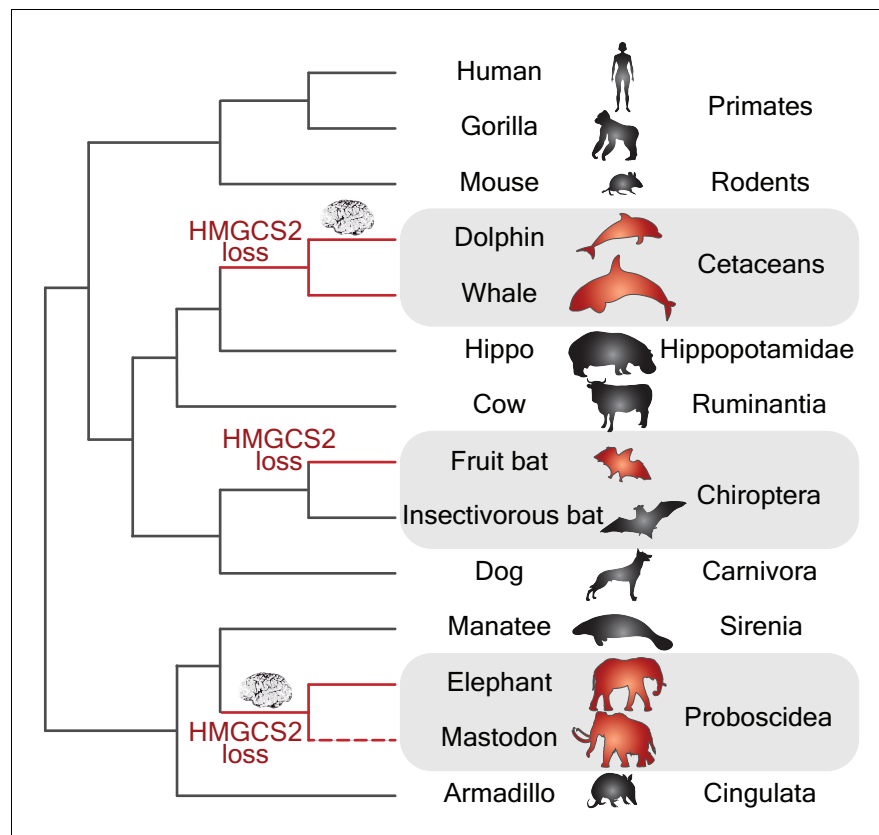 Human
Primates
Gorilla
Mouse
Rodents
HMGCS2
loss
Dolphin
Cetaceans
Whale
Hippo
Hippopotamidae
Cow
Ruminantia
HMGCS2
loss
Fruit bat
Chiroptera
Insectivorous bat
Dog
Carnivora
Manatee
Sirenia
Elephant
Proboscidea
HMGCS2
loss
Mastodon
Armadillo
Cingulata